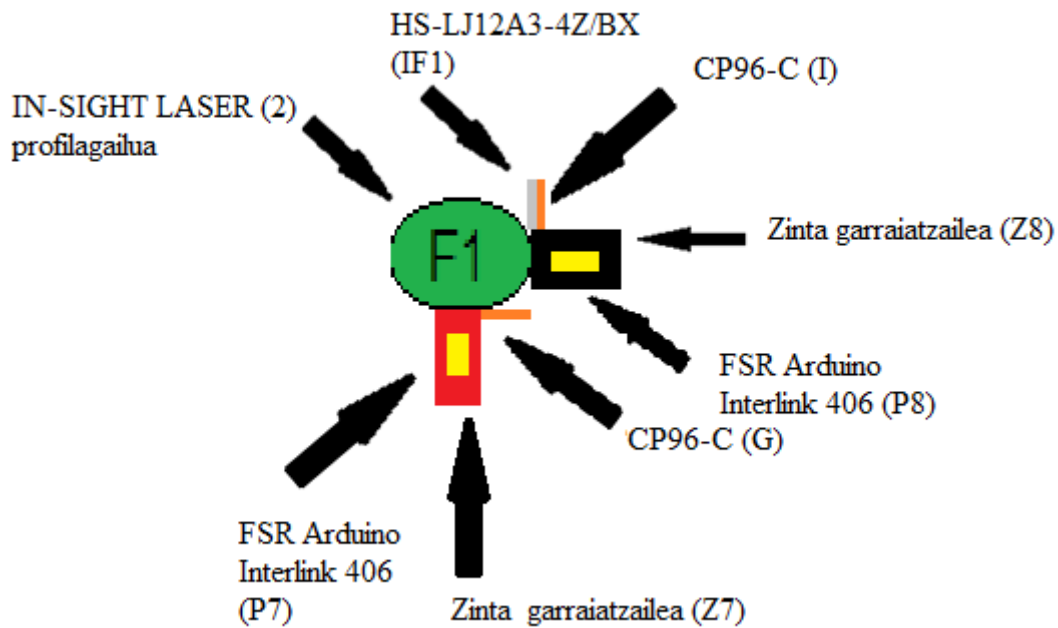 HS-LJ12A3-4Z/BX
(IF1)
CP96-C (I)
IN-SIGHT LASER (2)
profilagailua
F1
Zinta garraiatzailea (Z8)
FSR Arduino
Interlink 406 (P8)
CP96-C (G)
FSR Arduino
Interlink 406
(P7)
Zinta garraiatzailea (Z7)